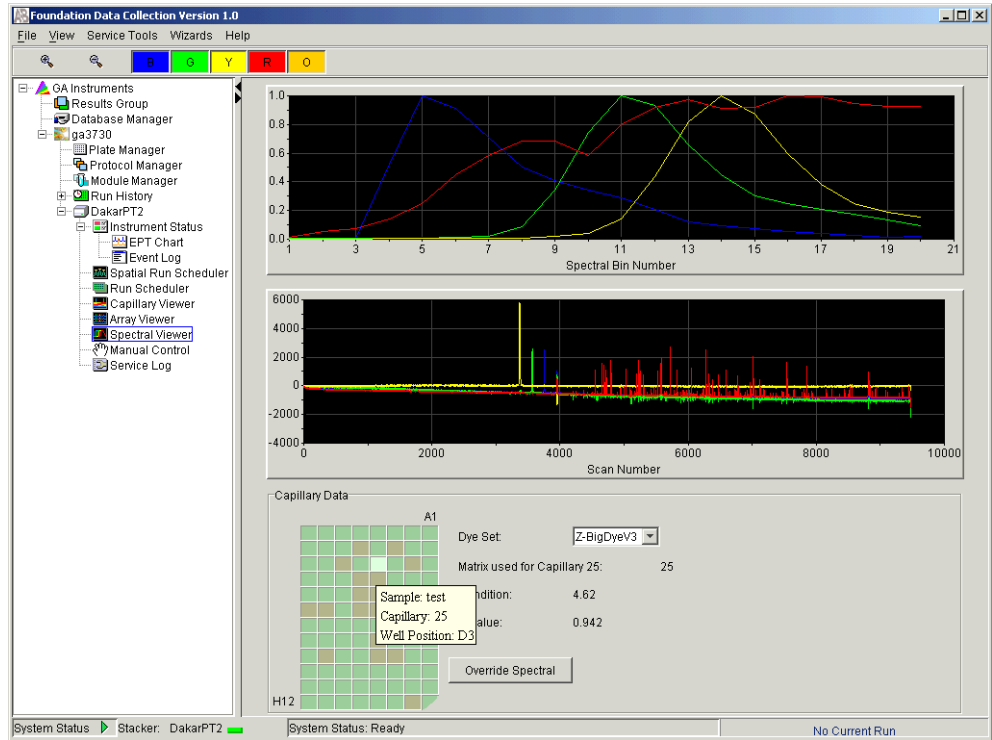 Foundation Data Collection Version 1.0
File View Service Tools Wizards Help
B G Y R O
GA Instruments
Results Group
Database Manager
ga3730
Plate Manager
Protocol Manager
Module Manager
Run History
DakarPT2
Instrument Status
EPT Chart
Event Log
Spatial Run Scheduler
Run Scheduler
Capillary Viewer
Array Viewer
Spectral Viewer
Manual Control
Service Log
1.0
0.8
0.6
0.4
0.2
0.0
1 3 5 7 9 11 13 15 17 19 21
Spectral Bin Number
6000
4000
2000
0
-2000
-4000
0 2000 4000 6000 8000 10000
Scan Number
Capillary Data
A1
Dye Set: Z-BigDyeV3
Matrix used for Capillary 25: 25
ndition: 4.62
alue: 0.942
Sample: test
Capillary: 25
Well Position: D3
Override Spectral
H12
System Status Stacker: DakarPT2 System Status: Ready No Current Run